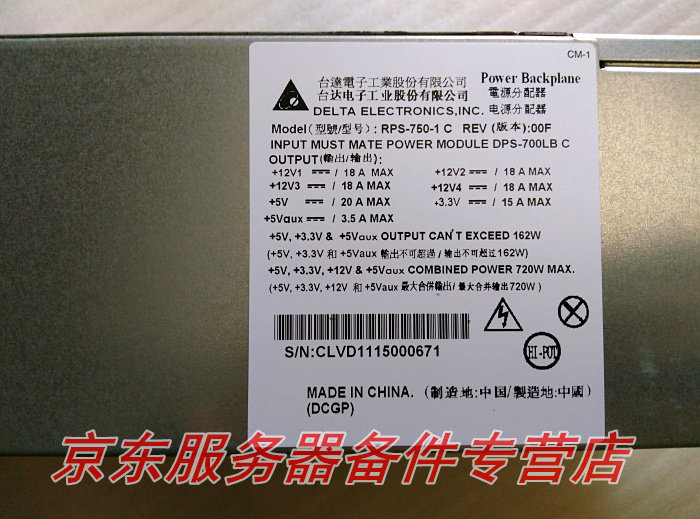 CM-1
台達電子工業股份有限公司
台达电子工业股份有限公司
DELTA ELECTRONICS,INC.
Power Backplane
電源分配器
电源分配器
Model(型號/型号): RPS-750-1 C REV (版本):00F
INPUT MUST MATE POWER MODULE DPS-700LB C
OUTPUT(輸出/输出):
+12V1 / 18 A MAX +12V2 / 18 A MAX
+12V3 / 18 A MAX +12V4 / 18 A MAX
+5V / 20 A MAX +3.3V / 15 A MAX
+5Vaux / 3.5 A MAX
+5V, +3.3V & +5Vaux OUTPUT CAN'T EXCEED 162W
(+5V, +3.3V 和 +5Vaux 輸出不可超過 / 输出不可超过162W)
+5V, +3.3V, +12V & +5Vaux COMBINED POWER 720W MAX.
(+5V, +3.3V, +12V 和 +5Vaux 最大合併輸出/ 最大合并输出720W )
S/N:CLVD1115000671
HI-POT
MADE IN CHINA. (制造地:中国/製造地:中國)
(DCGP)
京东服务器备件专营店